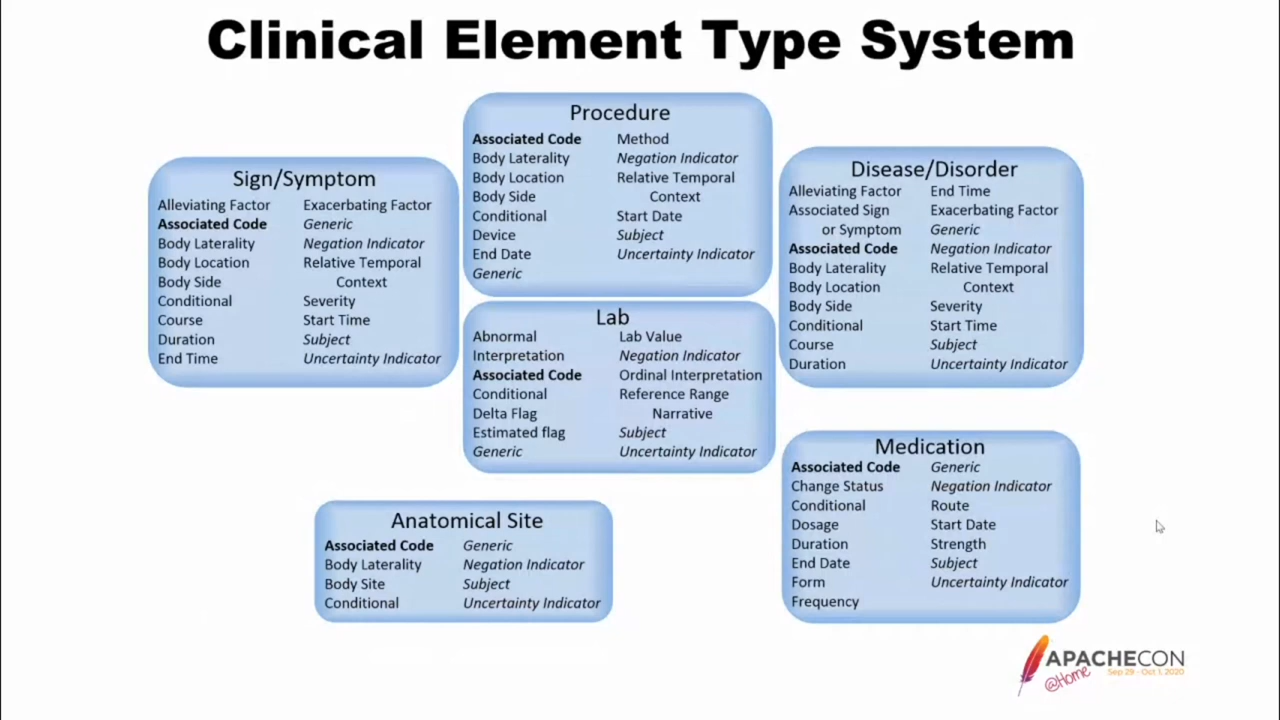 Clinical Element Type System
Procedure
Associated Code
Body Laterality
Body Location
Body Side
Conditional
Device
End Date
Generic
Method
Negation Indicator
Relative Temporal
Context
Start Date
Subject
Uncertainty Indicator
Sign/Symptom
Alleviating Factor
Associated Code
Body Laterality
Body Location
Body Side
Conditional
Course
Duration
End Time
Exacerbating Factor
Generic
Negation Indicator
Relative Temporal
Context
Severity
Start Time
Subject
Uncertainty Indicator
Disease/Disorder
Alleviating Factor
Associated Sign
or Symptom
Associated Code
Body Laterality
Body Location
Body Side
Conditional
Course
Duration
End Time
Exacerbating Factor
Generic
Negation Indicator
Relative Temporal
Context
Severity
Start Time
Subject
Uncertainty Indicator
Lab
Abnormal
Interpretation
Associated Code
Conditional
Delta Flag
Estimated flag
Generic
Lab Value
Negation Indicator
Ordinal Interpretation
Reference Range
Narrative
Subject
Uncertainty Indicator
Medication
Associated Code
Change Status
Conditional
Dosage
Duration
End Date
Form
Frequency
Generic
Negation Indicator
Route
Start Date
Strength
Subject
Uncertainty Indicator
Anatomical Site
Associated Code
Body Laterality
Body Site
Conditional
Generic
Negation Indicator
Subject
Uncertainty Indicator
APACHECON
@Home
Sep 29 - Oct 1, 2020